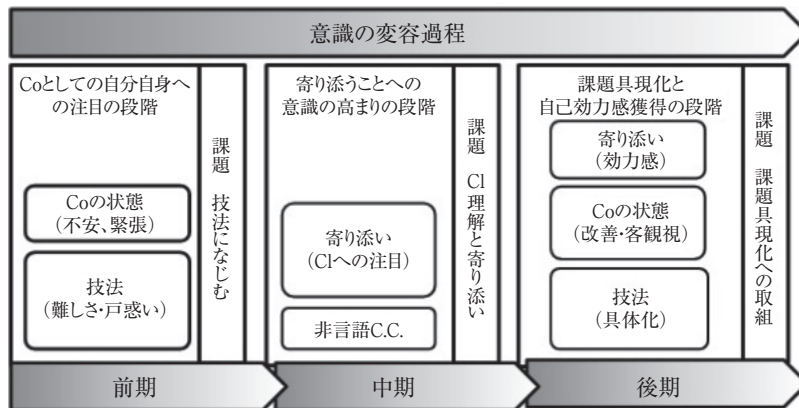 意識の変容過程
Coとしての自分自身へ
の注目の段階
Coの状態
(不安、緊張)
技法
(難しさ・戸惑い)
課題 技法になじむ
寄り添うことへの
意識の高まりの段階
寄り添い
(Clへの注目)
非言語C.C.
課題 Cl理解と寄り添い
課題具現化と
自己効力感獲得の段階
寄り添い
(効力感)
Coの状態
(改善・客観視)
技法
(具体化)
課題 課題具現化への取組
前期
中期
後期